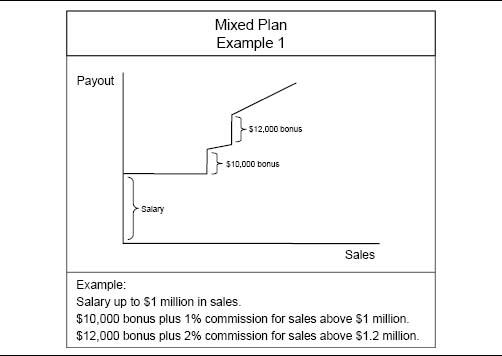 Mixed Plan
Example 1
Payout
$12,000 bonus
$10,000 bonus
Salary
Sales
Example:
Salary up to $1 million in sales.
$10,000 bonus plus 1% commission for sales above $1 million.
$12,000 bonus plus 2% commission for sales above $1.2 million.